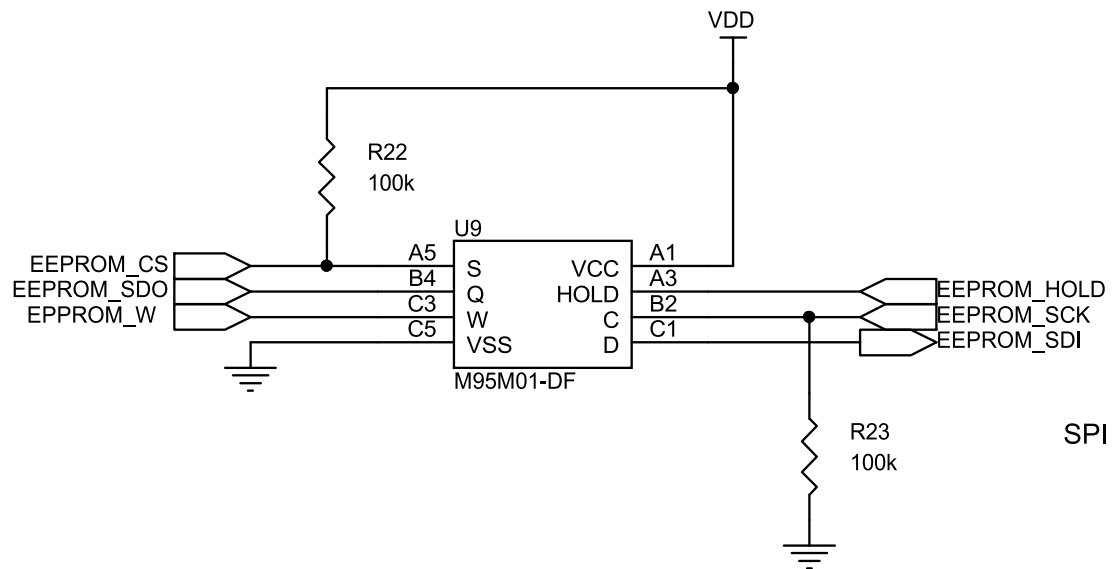 VDD
R22
100k
U9
EEPROM_CS A5 S VCC A1
EEPROM_SDO B4 Q HOLD A3 EEPROM_HOLD
EPPROM_W C3 W C B2 EEPROM_SCK
C5 VSS D C1 EEPROM_SDI
M95M01-DF
R23
100k
SPI